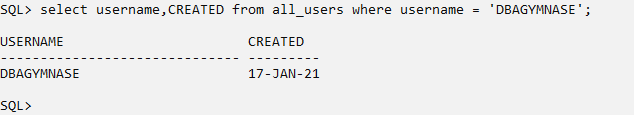 SQL> select username,CREATED from all_users where username = 'DBAGYMNASE';
USERNAME                       CREATED
------------------------------ ---------
DBAGYMNASE                     17-JAN-21
SQL>